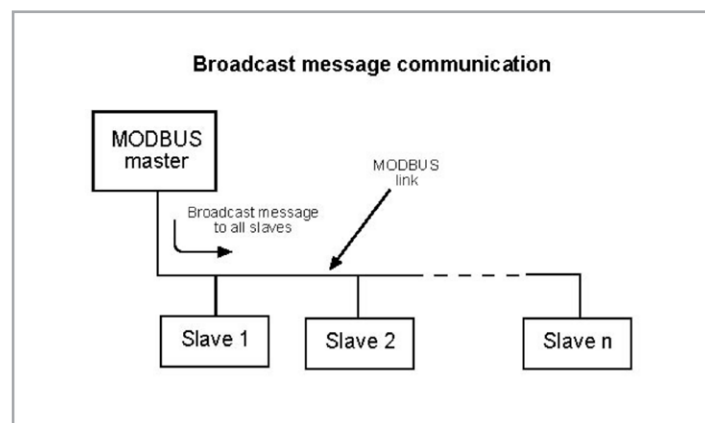 Broadcast message communication
MODBUS
master
MODBUS
link
Broadcast message
to all slaves
Slave 1
Slave 2
Slave n